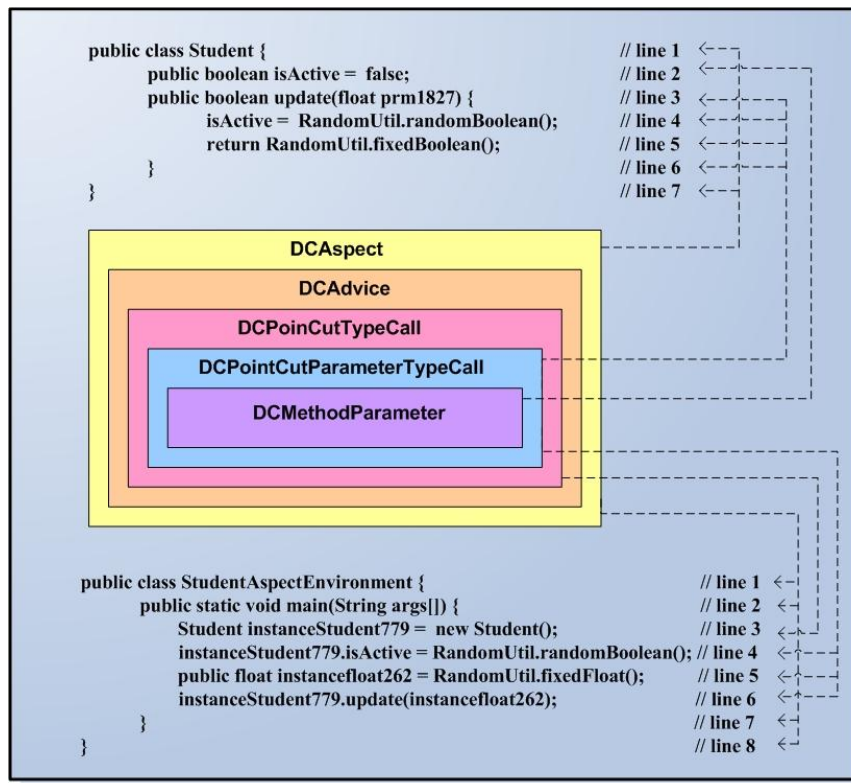 public class Student { // line 1
public boolean isActive = false; // line 2
public boolean update(float prm1827) { // line 3
isActive = RandomUtil.randomBoolean(); // line 4
return RandomUtil.fixedBoolean(); // line 5
} // line 6
} // line 7
DCAspect
DCAdvice
DCPoinCutTypeCall
DCPointCutParameterTypeCall
DCMethodParameter
public class StudentAspectEnvironment { // line 1
public static void main(String args[]) { // line 2
Student instanceStudent779 = new Student(); // line 3
instanceStudent779.isActive = RandomUtil.randomBoolean(); // line 4
public float instancefloat262 = RandomUtil.fixedFloat(); // line 5
instanceStudent779.update(instancefloat262); // line 6
} // line 7
} // line 8